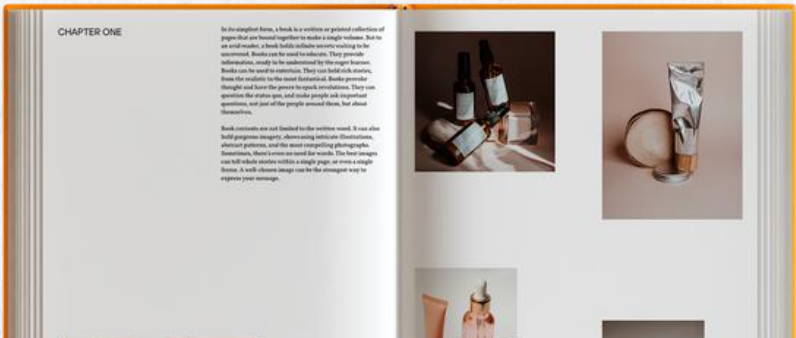 CHAPTER ONE
In its simplest form, a book is a written or printed collection of
pages that are bound together to make a single volume. But to
an avid reader, a book holds infinite secrets waiting to be
uncovered. Books can be used to educate. They provide
information, ready to be understood by the eager learner.
Books can be used to entertain. They can hold rich stories,
from the realistic to the most fantastical. Books provoke
thought and have the power to spark revolutions. They can
question the status quo, and make people ask important
questions, not just of the people around them, but about
themselves.
Book contents are not limited to the written word. It can also
hold gorgeous imagery, showcasing intricate illustrations,
abstract patterns, and the most compelling photographs.
Sometimes, there's even no need for words. The best images
can tell whole stories within a single page, or even a single
frame. A well-chosen image can be the strongest way to
express your message.